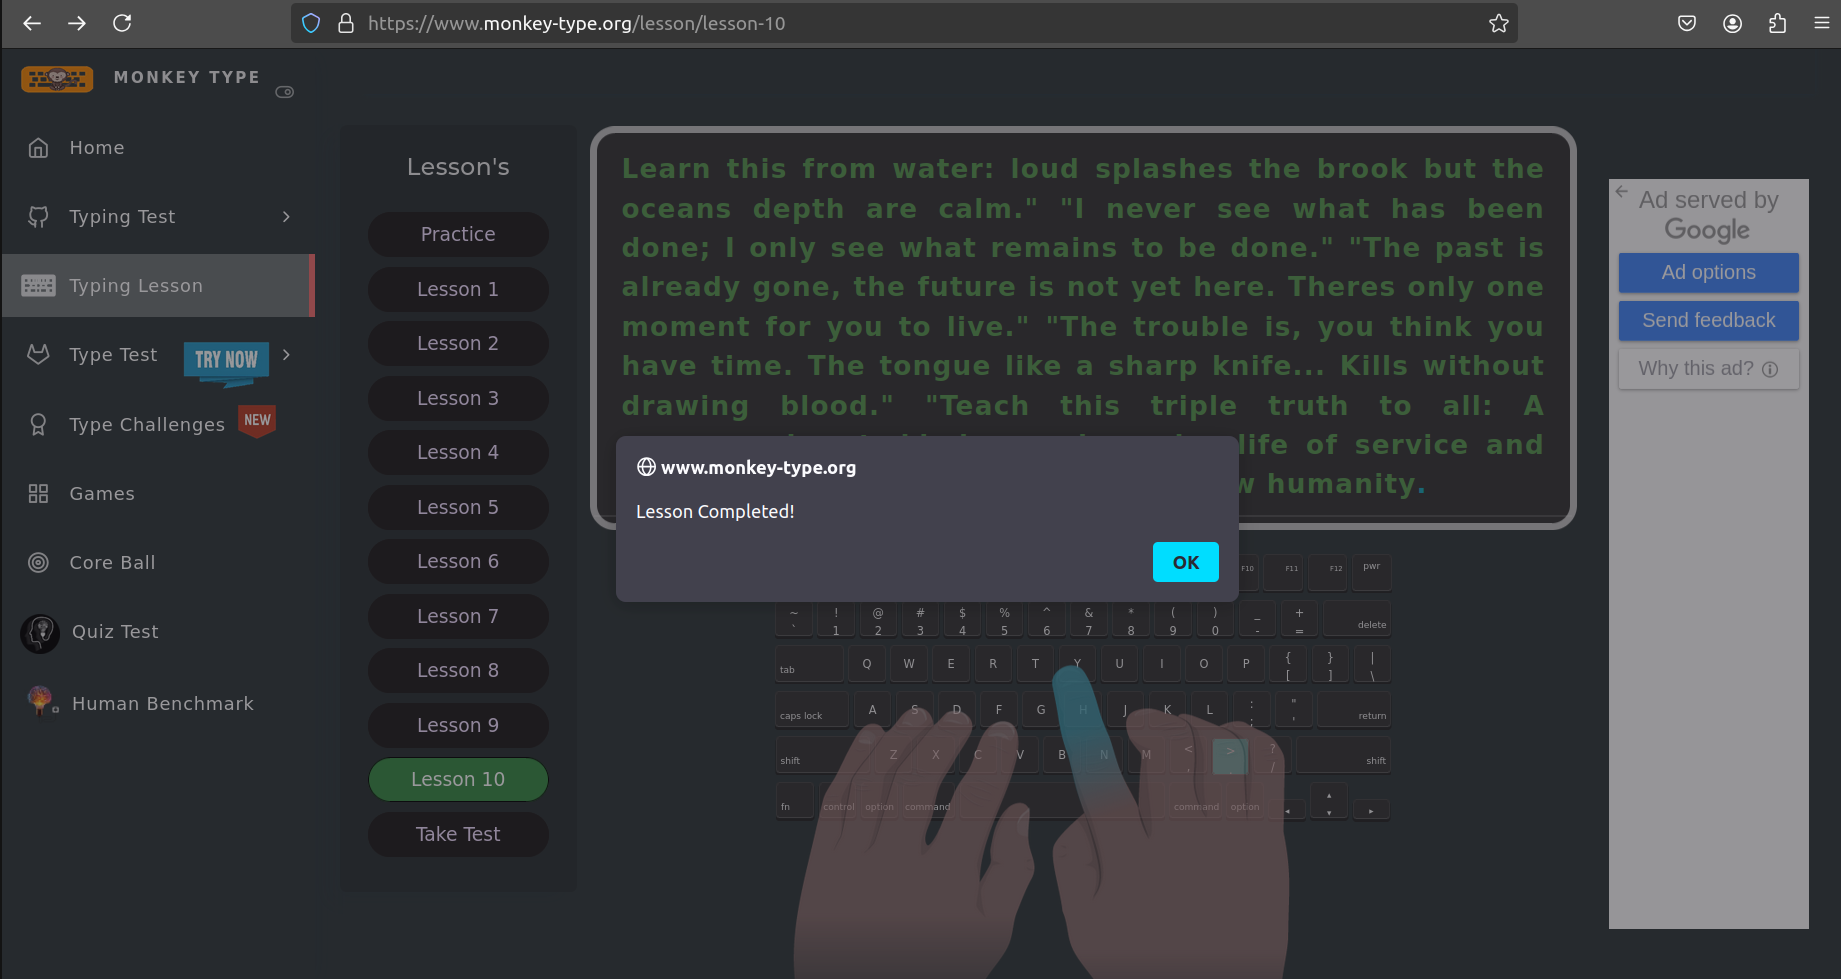 https://www.monkey-type.org/lesson/lesson-10
MONKEY TYPE
Home
Typing Test
Typing Lesson
Type Test
TRY NOW
Type Challenges
NEW
Games
Core Ball
Quiz Test
Human Benchmark
Lesson's
Practice
Lesson 1
Lesson 2
Lesson 3
Lesson 4
Lesson 5
Lesson 6
Lesson 7
Lesson 8
Lesson 9
Lesson 10
Take Test
Learn this from water: loud splashes the brook but the
oceans depth are calm." "I never see what has been
done; I only see what remains to be done." "The past is
already gone, the future is not yet here. Theres only one
moment for you to live." "The trouble is, you think you
have time. The tongue like a sharp knife... Kills without
drawing blood." "Teach this triple truth to all: A
life of service and
humanity.
www.monkey-type.org
Lesson Completed!
OK
F10 F11 F12 pwr
~ ! @ # $ % ^ & * ( ) _ +
` 1 2 3 4 5 6 7 8 9 0 - = delete
tab Q W E R T Y U I O P { } |
[ ] \
caps lock A S D F G H J K L : "
; ' return
shift Z X C V B N M < > ?
, / shift
fn control option command command option ◂ ▴ ▾ ▸
Ad served by
Google
Ad options
Send feedback
Why this ad?